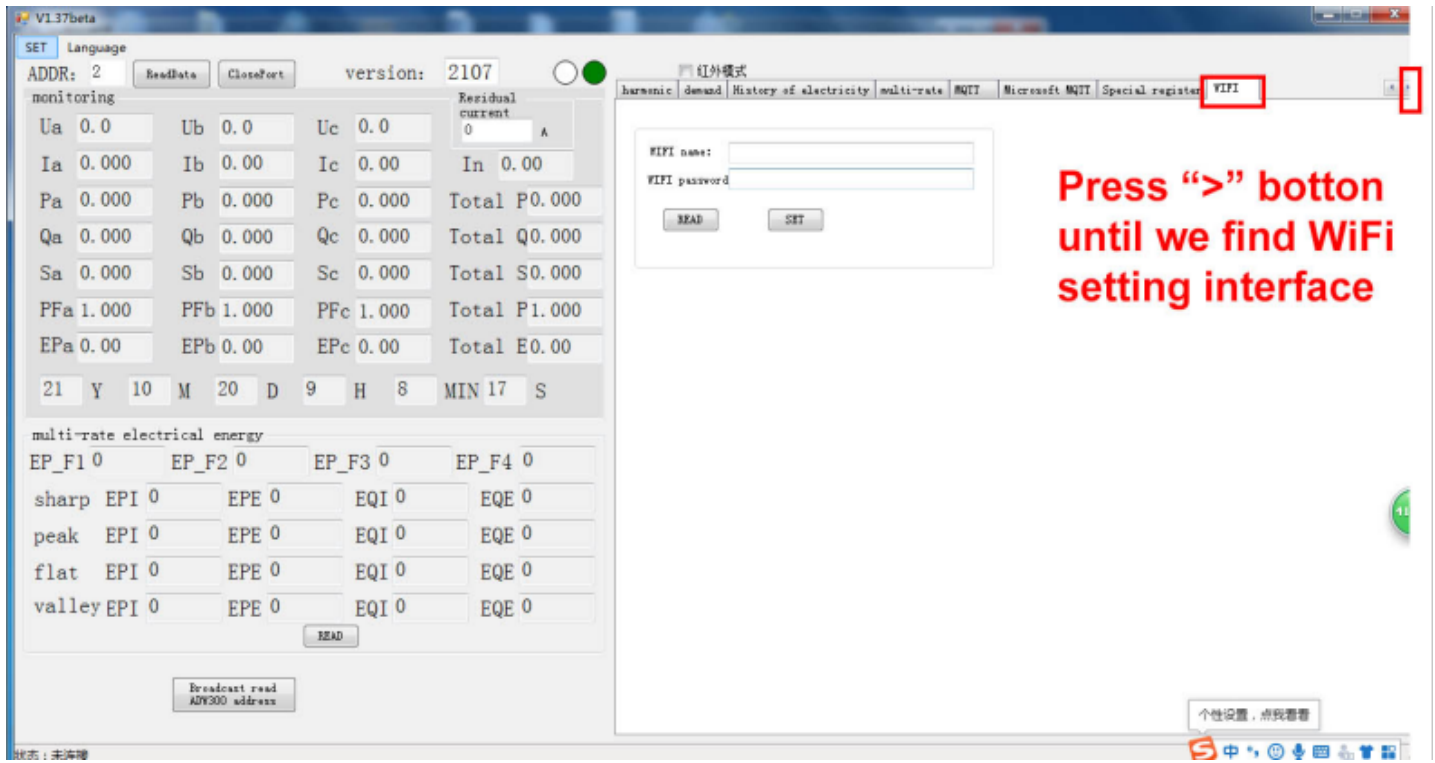 V1.37beta
SET Language
ADDR: 2 ReadData ClosePort version: 2107
红外模式
harmonic demand History of electricity multi-rate MQTT Microsoft MQTT Special register WIFI
monitoring Residual current
0 A
Ua 0.0 Ub 0.0 Uc 0.0
Ia 0.000 Ib 0.00 Ic 0.00 In 0.00
Pa 0.000 Pb 0.000 Pc 0.000 Total P 0.000
Qa 0.000 Qb 0.000 Qc 0.000 Total Q 0.000
Sa 0.000 Sb 0.000 Sc 0.000 Total S 0.000
PFa 1.000 PFb 1.000 PFc 1.000 Total P 1.000
EPa 0.00 EPb 0.00 EPc 0.00 Total E 0.00
21 Y 10 M 20 D 9 H 8 MIN 17 S
multi-rate electrical energy
EP_F1 0 EP_F2 0 EP_F3 0 EP_F4 0
sharp EPI 0 EPE 0 EQI 0 EQE 0
peak EPI 0 EPE 0 EQI 0 EQE 0
flat EPI 0 EPE 0 EQI 0 EQE 0
valley EPI 0 EPE 0 EQI 0 EQE 0
READ
Broadcast read
ADW300 address
WIFI name:
WIFI password
READ SET
Press “>” botton
until we find WiFi
setting interface
个性设置，点我看看
状态：未连接
中